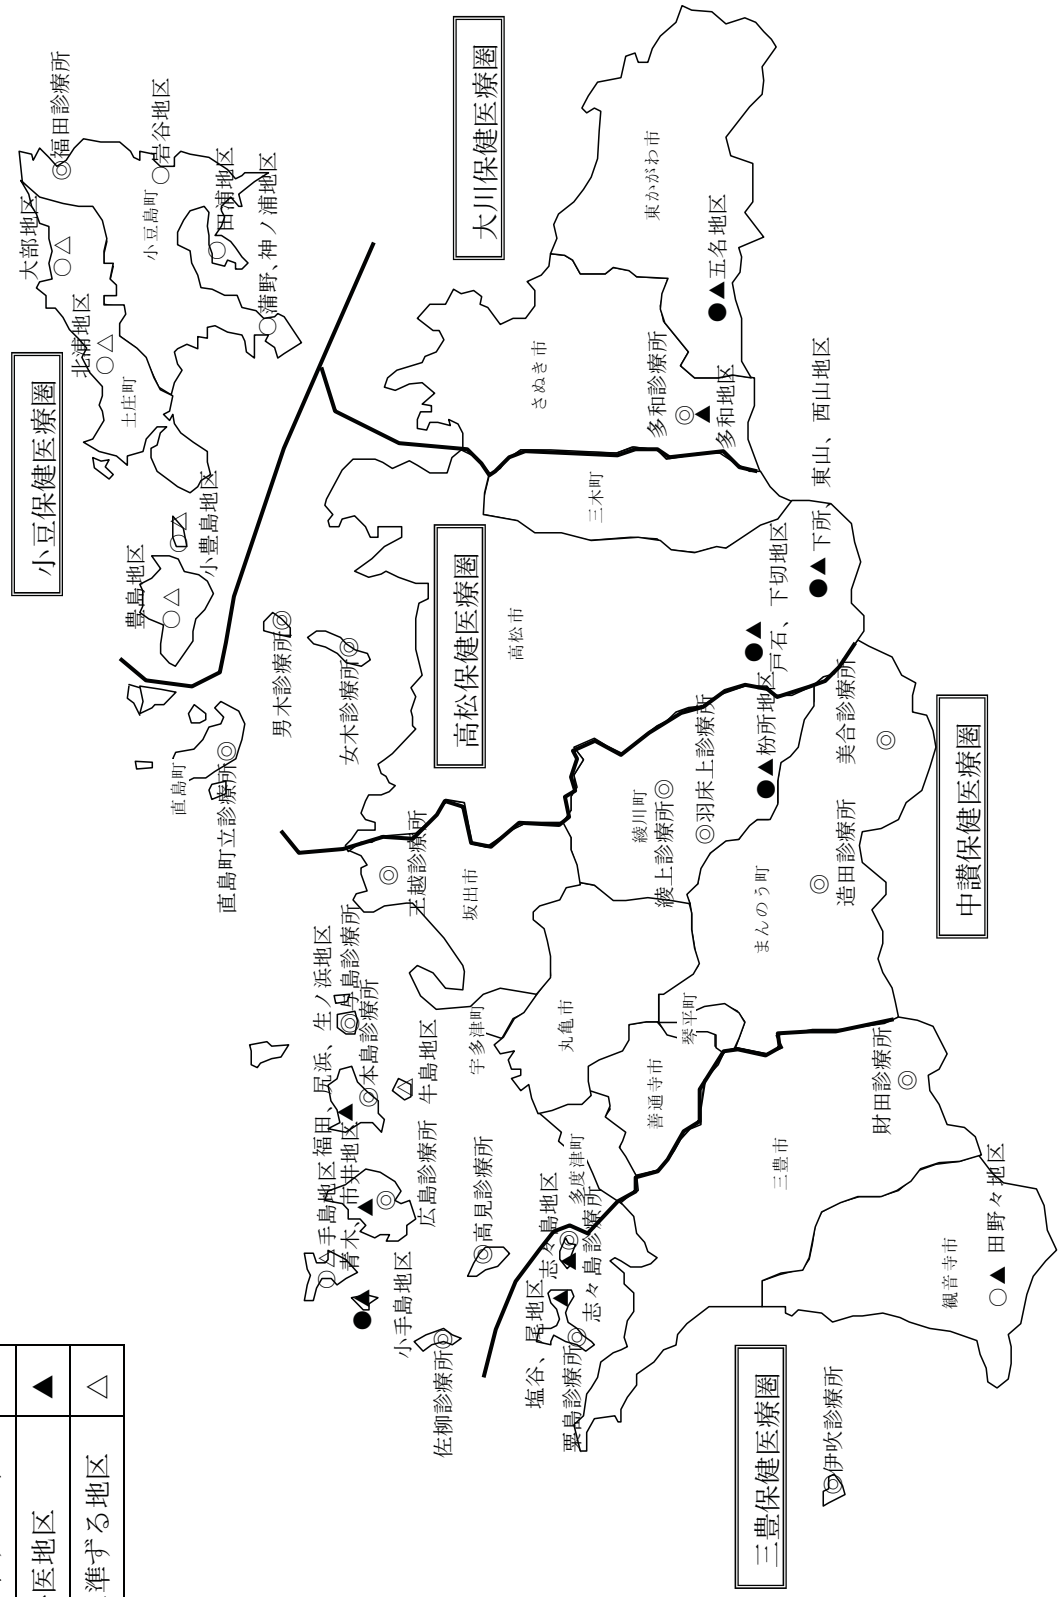 小豆保健医療圏
大部地区
○△
◎福田診療所
北浦地区
○△
土庄町
小豆島町
○岩谷地区
○田浦地区
○蒲野、神ノ浦地区
豊島地区
○△
○△
小豊島地区
大川保健医療圏
東かがわ市
●▲五名地区
さぬき市
多和診療所
◎▲
多和地区
高松保健医療圏
三木町
高松市
男木診療所◎
女木診療所◎
直島町
直島町立診療所◎
東山、西山地区
●▲下所
戸石、下切地区
●▲
●▲枌所地区
中讃保健医療圏
綾川町
綾上診療所◎
◎羽床上診療所
美合診療所
◎
造田診療所
◎
まんのう町
琴平町
王越診療所
◎
坂出市
宇多津町
丸亀市
善通寺市
多度津町
福田、尻浜、生ノ浜地区
▲
手島診療所
◎
◎本島診療所
△
牛島地区
青木、市井地区
▲
◎
広島診療所
○△手島地区
●▲
小手島地区
◎高見診療所
佐柳診療所◎
三豊保健医療圏
三豊市
財田診療所
◎
志々島地区
▲
◎
志々島診療所
塩谷、尾地区
▲
粟島診療所◎
観音寺市
○▲田野々地区
◎伊吹診療所
医地区
▲
準ずる地区
△